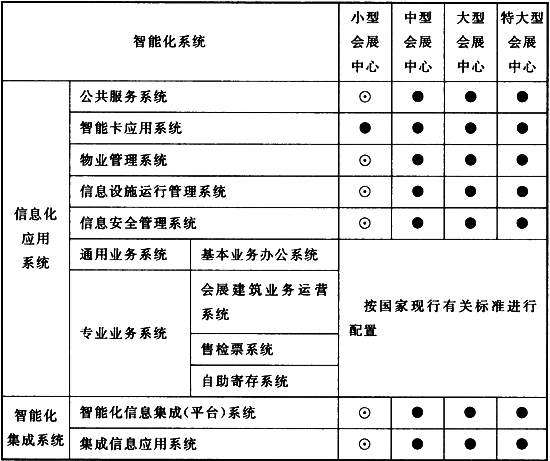 智能化系统
小型
会展
中心
中型
会展
中心
大型
会展
中心
特大型
会展
中心
信息化
应用
系统
公共服务系统 ⊙ ● ● ●
智能卡应用系统 ● ● ● ●
物业管理系统 ⊙ ● ● ●
信息设施运行管理系统 ⊙ ● ● ●
信息安全管理系统 ⊙ ● ● ●
通用业务系统
基本业务办公系统
专业业务系统
会展建筑业务运营
系统
售检票系统
自助寄存系统
按国家现行有关标准进行
配置
智能化
集成系统
智能化信息集成(平台)系统 ⊙ ● ● ●
集成信息应用系统 ⊙ ● ● ●